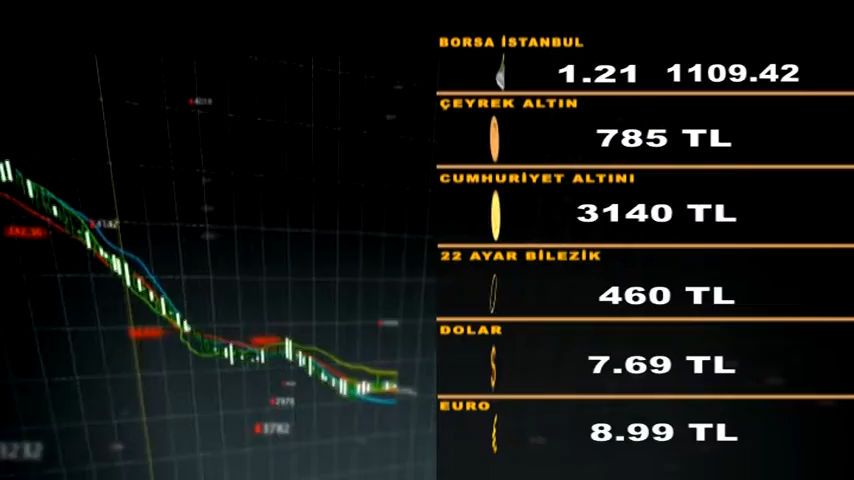 BORSA İSTANBUL
1.21 1109.42
ÇEYREK ALTIN
785 TL
CUMHURİYET ALTINI
3140 TL
22 AYAR BİLEZİK
460 TL
DOLAR
7.69 TL
EURO
8.99 TL